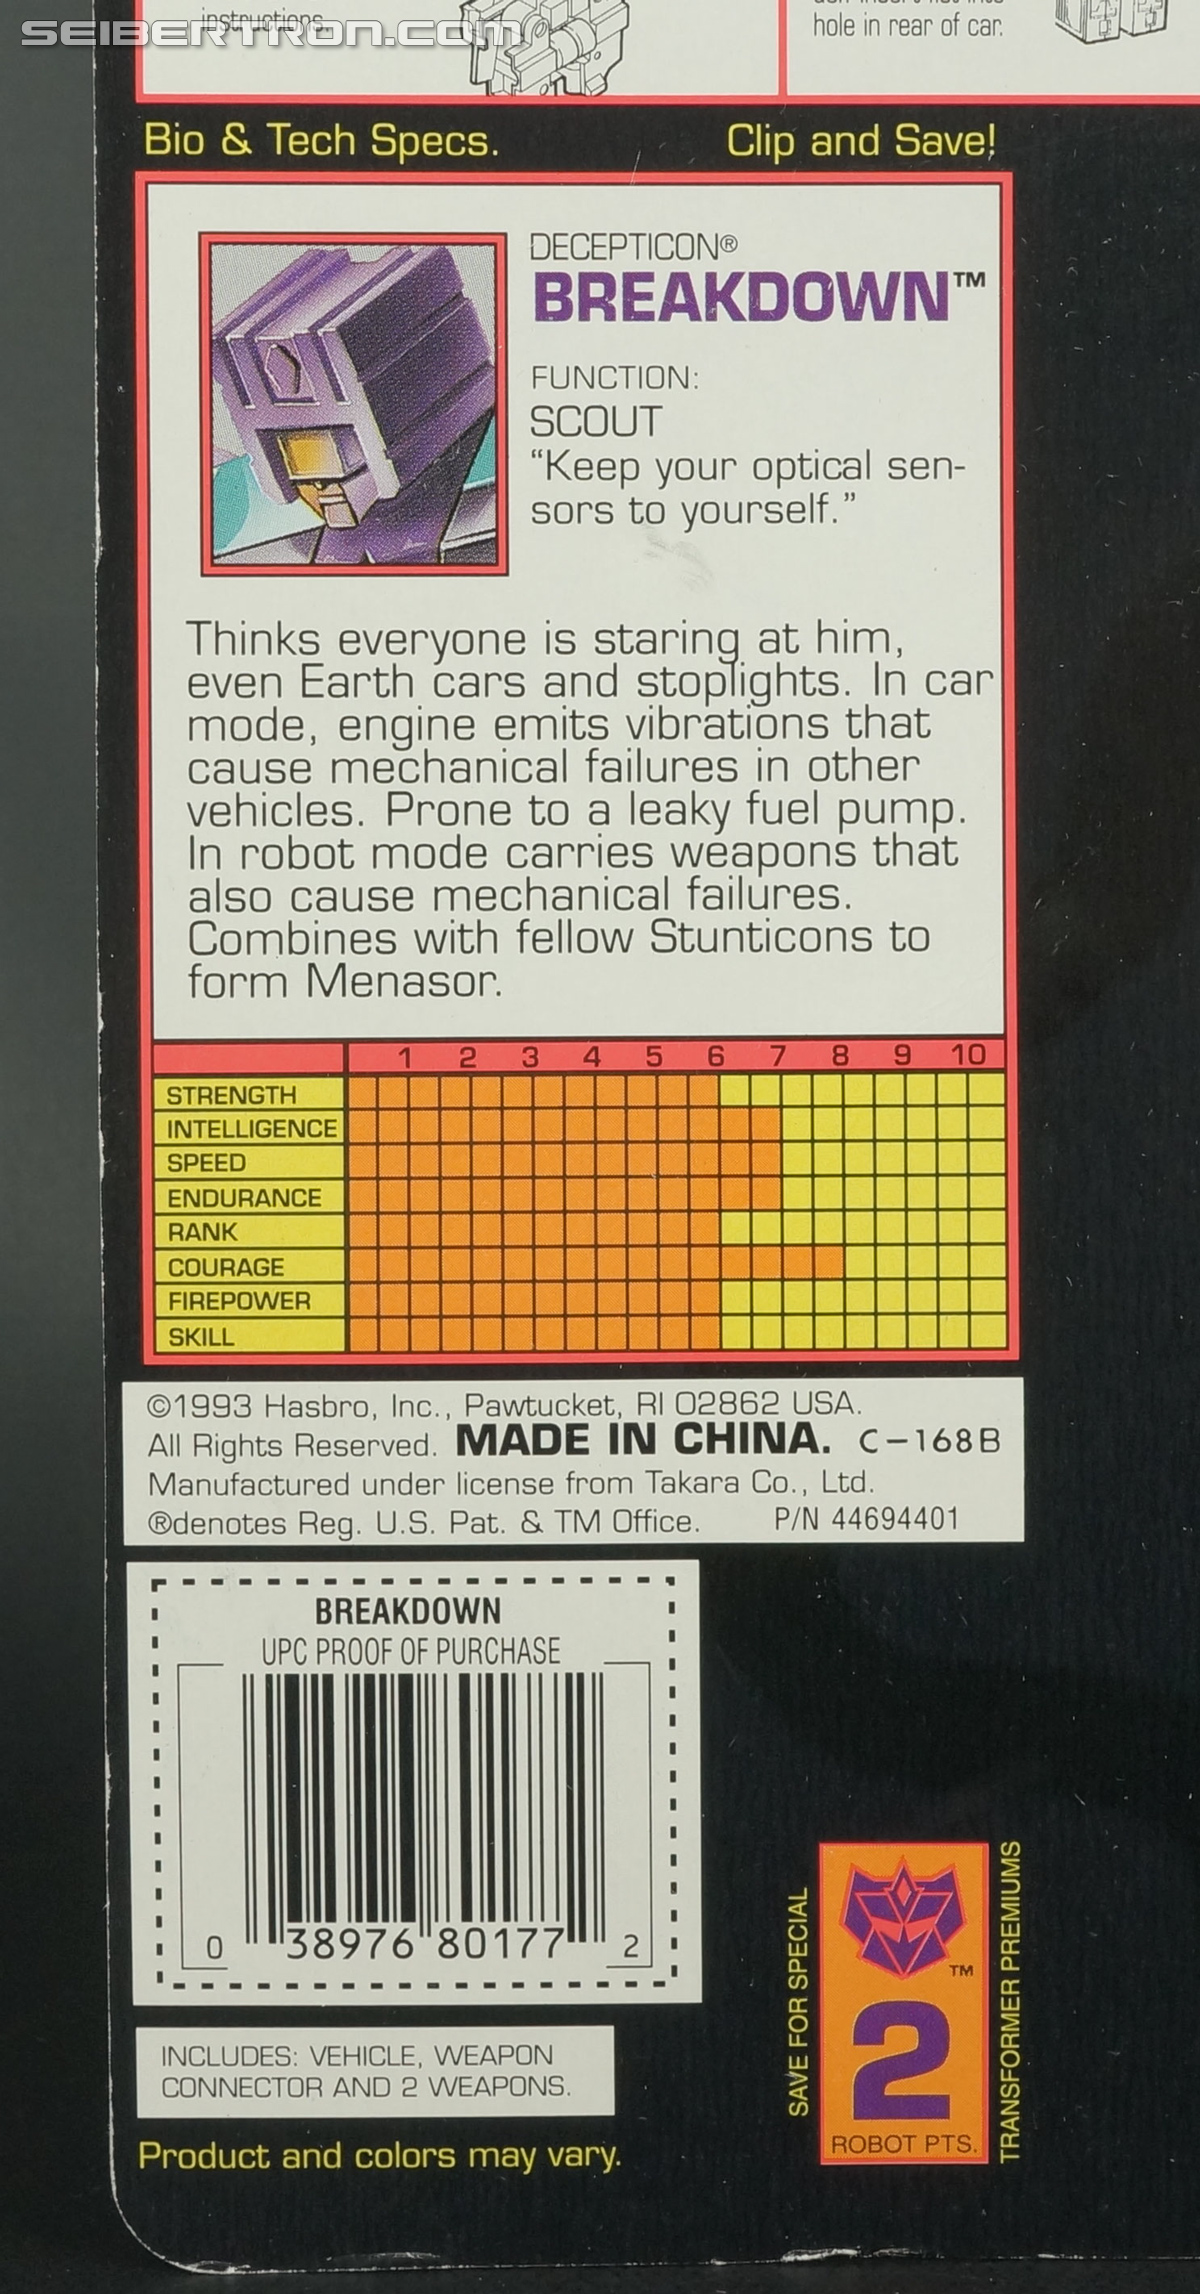 SEIBERTRON.com
instructions.
hole in rear of car.
Bio & Tech Specs.
Clip and Save!
DECEPTICON®
BREAKDOWN™
FUNCTION:
SCOUT
“Keep your optical sen-
sors to yourself.”
Thinks everyone is staring at him,
even Earth cars and stoplights. In car
mode, engine emits vibrations that
cause mechanical failures in other
vehicles. Prone to a leaky fuel pump.
In robot mode carries weapons that
also cause mechanical failures.
Combines with fellow Stunticons to
form Menasor.
1 2 3 4 5 6 7 8 9 10
STRENGTH
INTELLIGENCE
SPEED
ENDURANCE
RANK
COURAGE
FIREPOWER
SKILL
©1993 Hasbro, Inc., Pawtucket, RI 02862 USA.
All Rights Reserved. MADE IN CHINA. C-168B
Manufactured under license from Takara Co., Ltd.
®denotes Reg. U.S. Pat. & TM Office. P/N 44694401
BREAKDOWN
UPC PROOF OF PURCHASE
0 38976 80177 2
INCLUDES: VEHICLE, WEAPON
CONNECTOR AND 2 WEAPONS.
Product and colors may vary.
SAVE FOR SPECIAL
TM
2
ROBOT PTS.
TRANSFORMER PREMIUMS